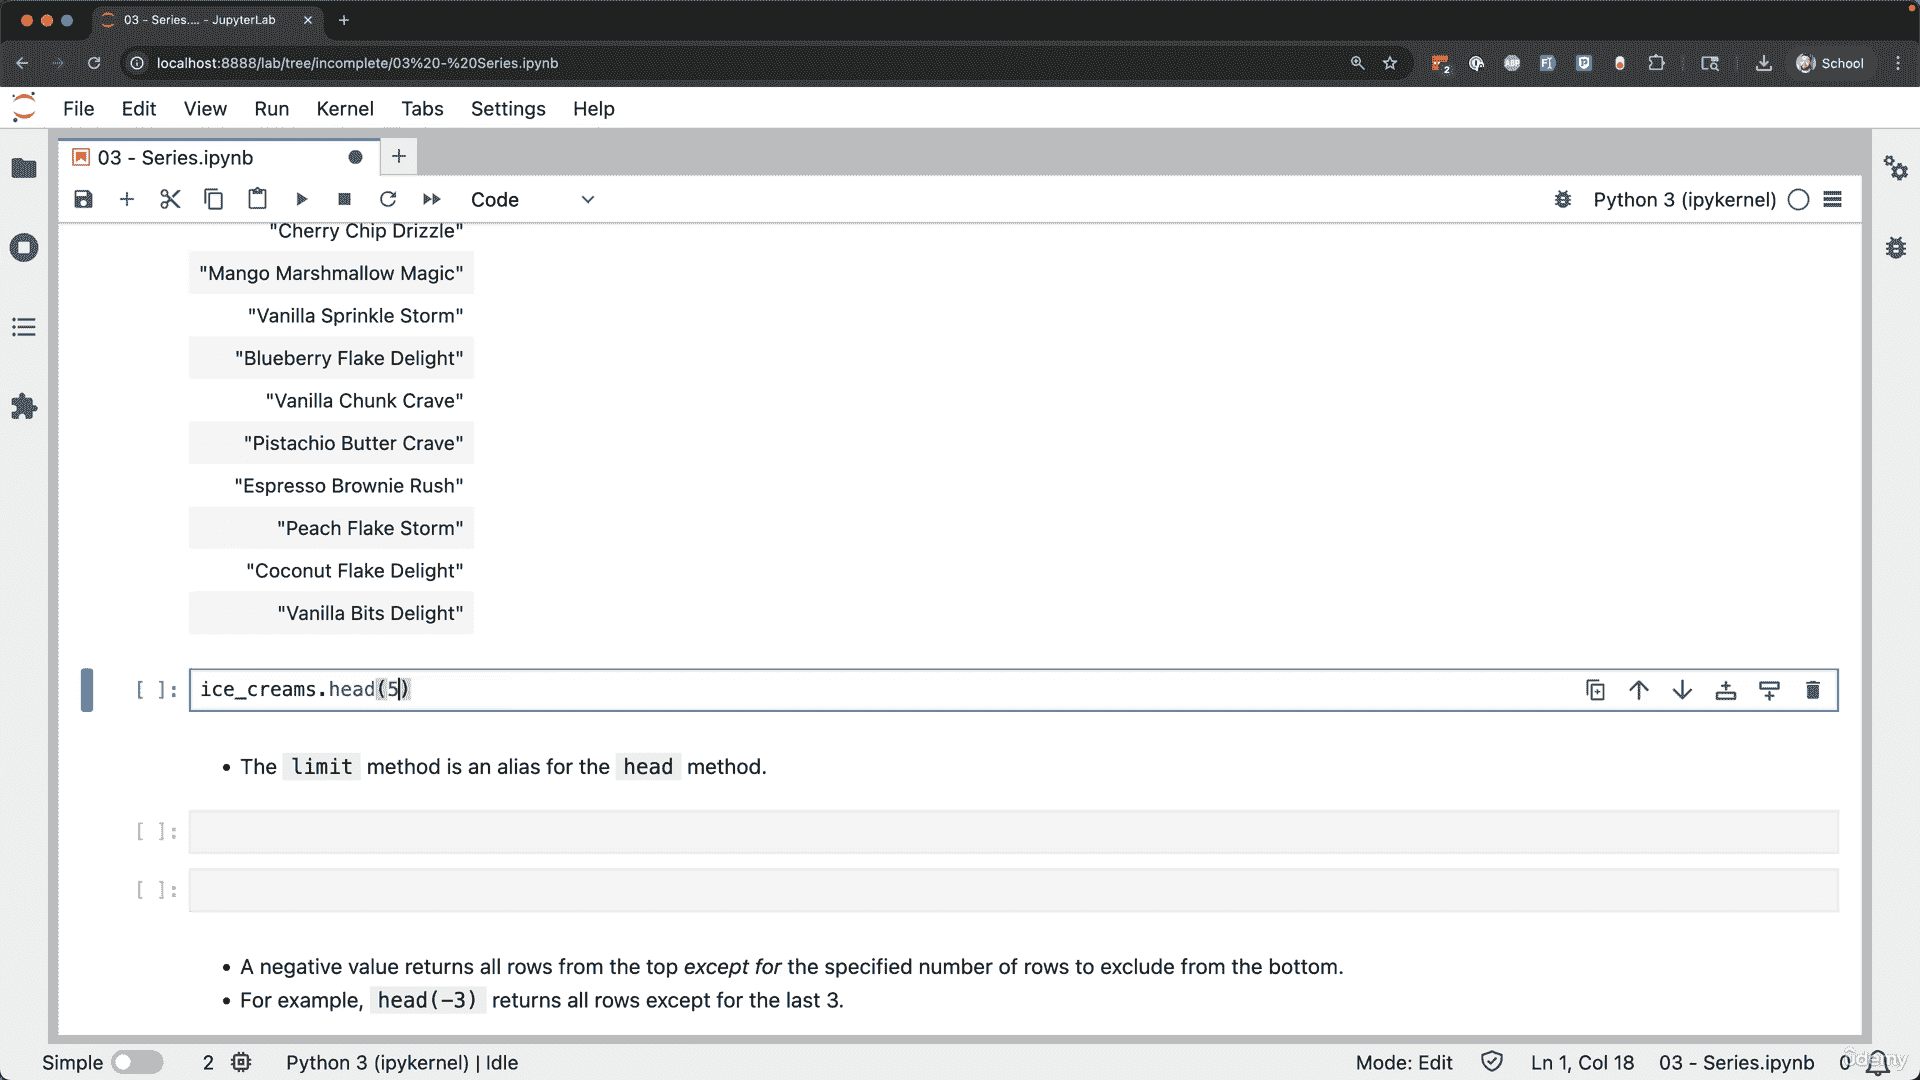 03 - Series.... - JupyterLab
localhost:8888/lab/tree/incomplete/03%20-%20Series.ipynb
2
ABP
School
File Edit View Run Kernel Tabs Settings Help
03 - Series.ipynb
Code
Python 3 (ipykernel)
"Cherry Chip Drizzle"
"Mango Marshmallow Magic"
"Vanilla Sprinkle Storm"
"Blueberry Flake Delight"
"Vanilla Chunk Crave"
"Pistachio Butter Crave"
"Espresso Brownie Rush"
"Peach Flake Storm"
"Coconut Flake Delight"
"Vanilla Bits Delight"
[ ]: ice_creams.head(5)
• The limit method is an alias for the head method.
[ ]:
[ ]:
• A negative value returns all rows from the top except for the specified number of rows to exclude from the bottom.
• For example, head(-3) returns all rows except for the last 3.
Simple 2 Python 3 (ipykernel) | Idle Mode: Edit Ln 1, Col 18 03 - Series.ipynb 0
udemy